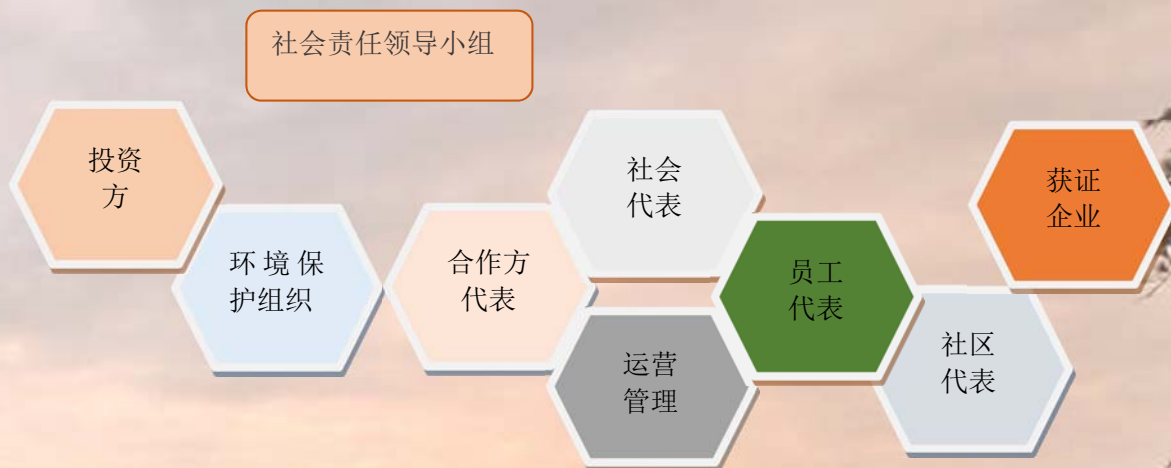 社会责任领导小组
投资
方
环境保
护组织
合作方
代表
社会
代表
运营
管理
员工
代表
社区
代表
获证
企业